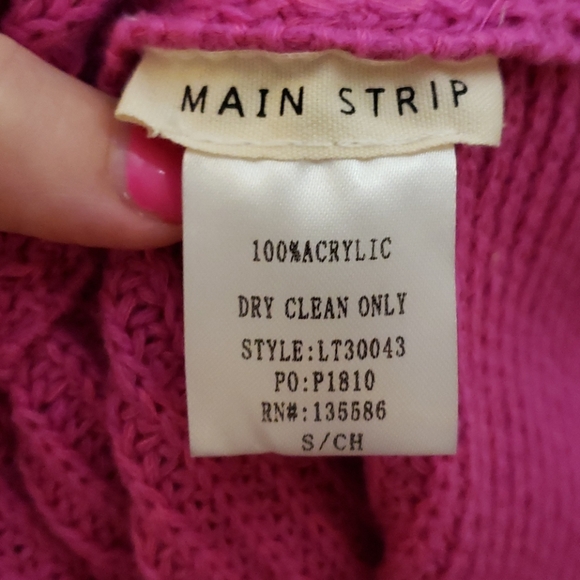 MAIN STRIP
100%ACRYLIC
DRY CLEAN ONLY
STYLE:LT30043
PO:P1810
RN#:135586
S/CH